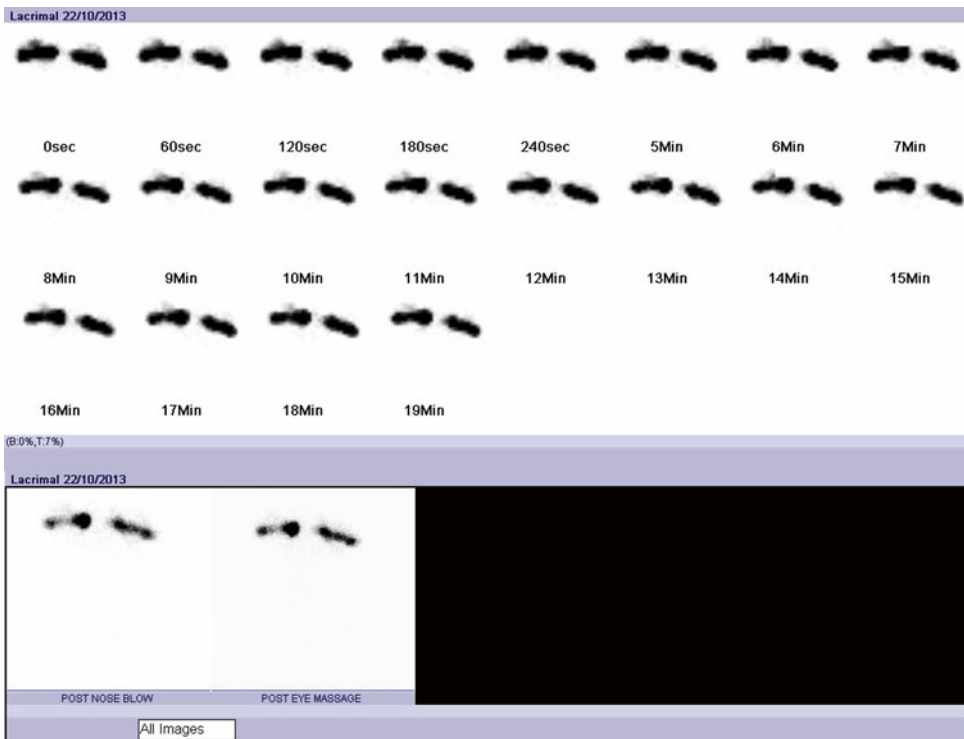 Lacrimal 22/10/2013
0sec 60sec 120sec 180sec 240sec 5Min 6Min 7Min
8Min 9Min 10Min 11Min 12Min 13Min 14Min 15Min
16Min 17Min 18Min 19Min
(B:0%,T:7%)
Lacrimal 22/10/2013
POST NOSE BLOW POST EYE MASSAGE
All Images